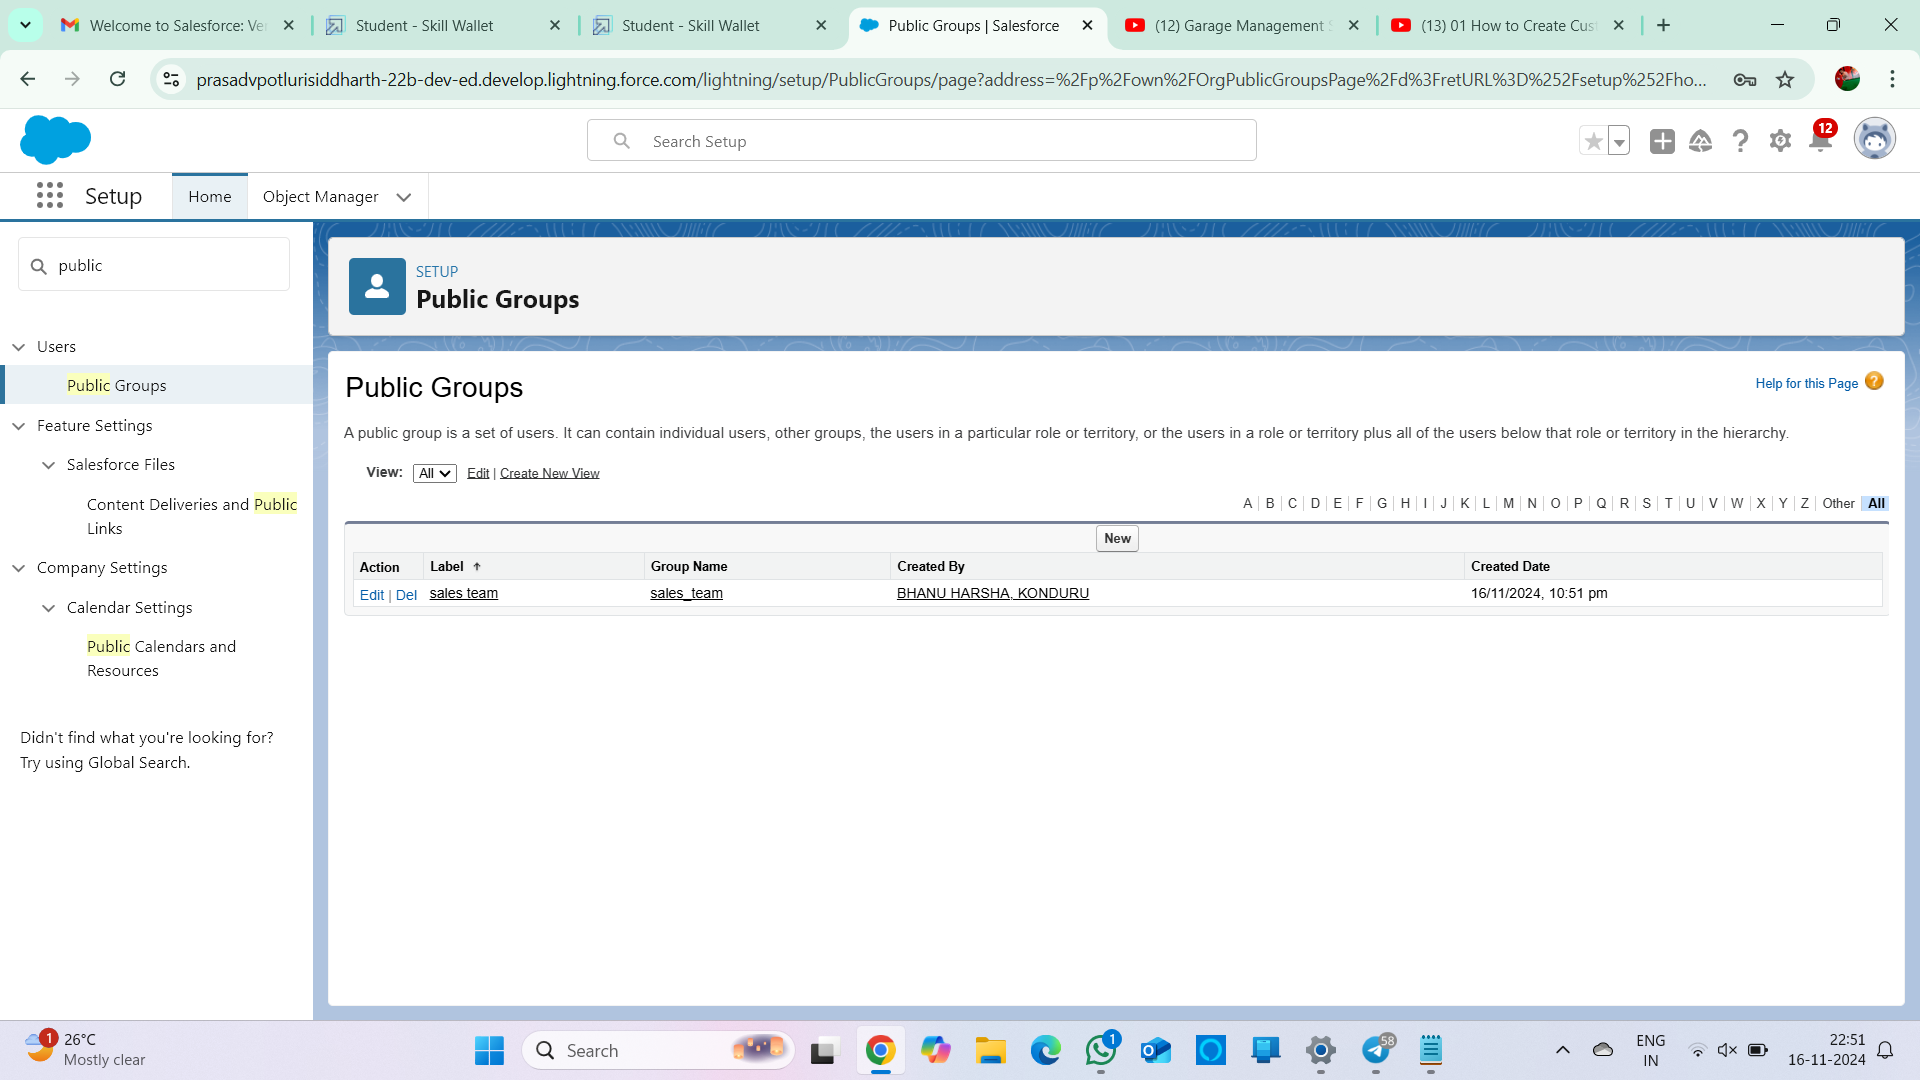 Welcome to Salesforce: Ver
Student - Skill Wallet
Student - Skill Wallet
Public Groups | Salesforce
(12) Garage Management S
(13) 01 How to Create Cus
prasadvpotlurisiddharth-22b-dev-ed.develop.lightning.force.com/lightning/setup/PublicGroups/page?address=%2Fp%2Fown%2FOrgPublicGroupsPage%2Fd%3FretURL%3D%252Fsetup%252Fho...
Search Setup
12
Setup
Home
Object Manager
public
Users
Public Groups
Feature Settings
Salesforce Files
Content Deliveries and Public
Links
Company Settings
Calendar Settings
Public Calendars and
Resources
Didn't find what you're looking for?
Try using Global Search.
SETUP
Public Groups
Public Groups
Help for this Page ?
A public group is a set of users. It can contain individual users, other groups, the users in a particular role or territory, or the users in a role or territory plus all of the users below that role or territory in the hierarchy.
View: All Edit | Create New View
A | B | C | D | E | F | G | H | I | J | K | L | M | N | O | P | Q | R | S | T | U | V | W | X | Y | Z | Other | All
New
Action Label Group Name Created By Created Date
Edit | Del sales team sales_team BHANU HARSHA, KONDURU 16/11/2024, 10:51 pm
1
26°C
Mostly clear
Search
1
58
ENG
IN
22:51
16-11-2024